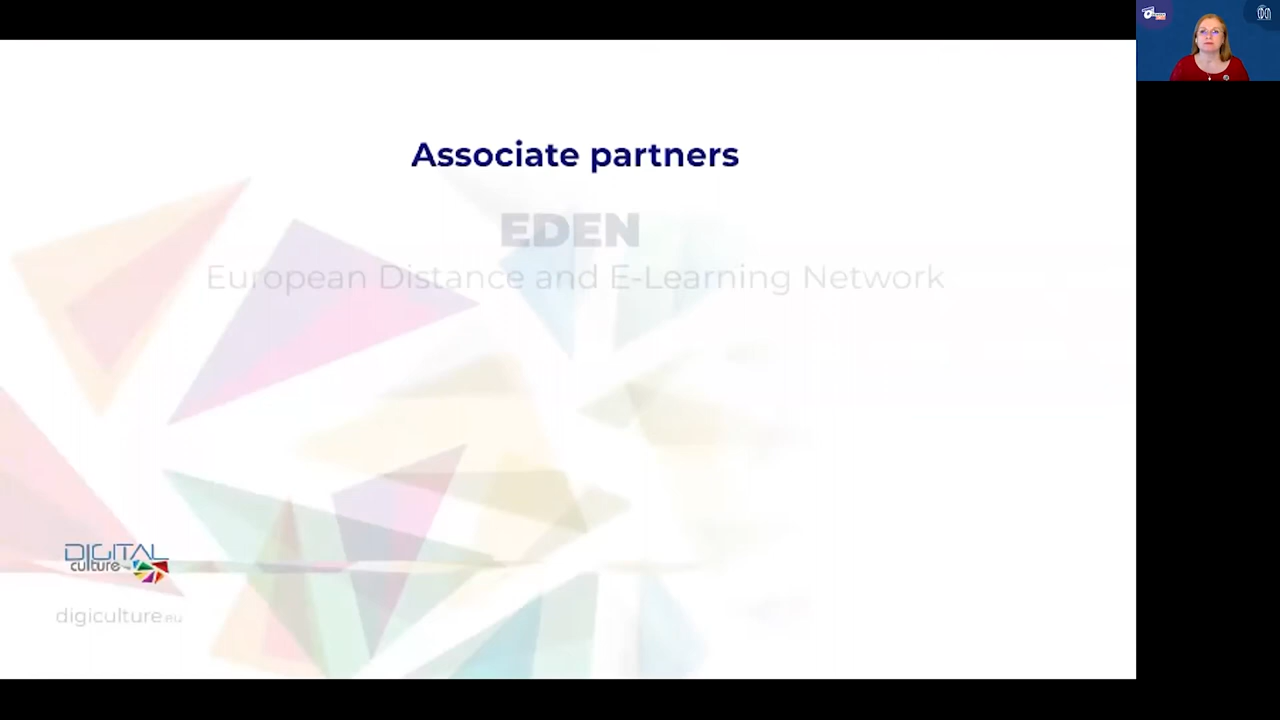 Associate partners
EDEN
European Distance and E-Learning Network
DIGITAL
culture
digiculture.eu